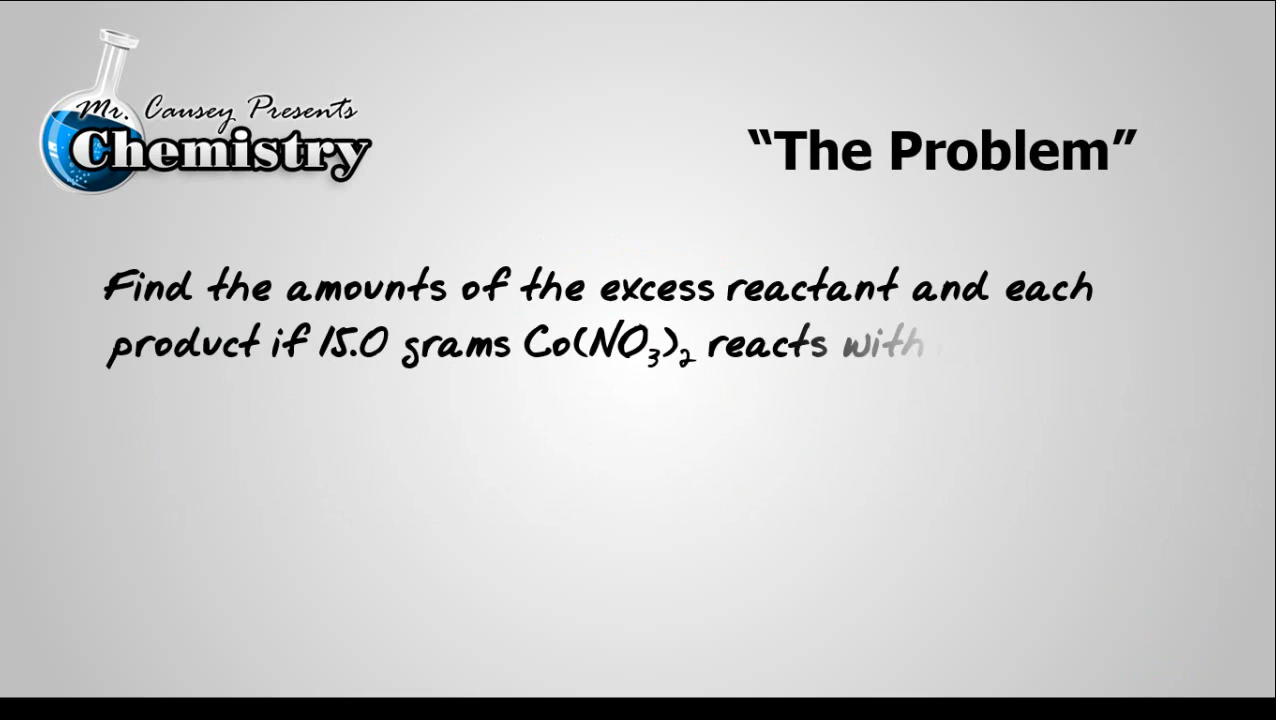 Mr. Causey Presents
Chemistry
“The Problem”
Find the amounts of the excess reactant and each
product if 15.0 grams Co(NO₃)₂ reacts with